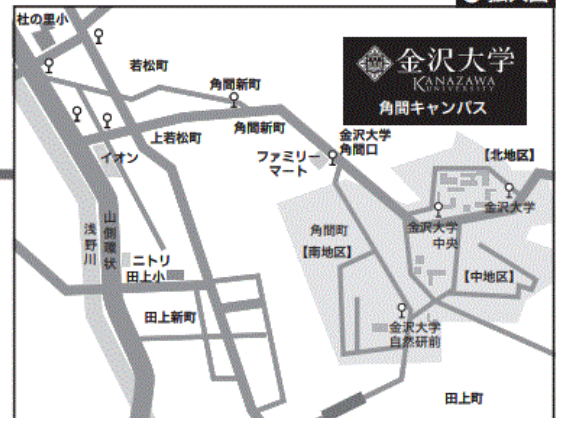 杜の里小
若松町
角間新町
金沢大学
KANAZAWA
UNIVERSITY
角間キャンパス
上若松町
角間新町
金沢大学
角間口
イオン
ファミリー
マート
【北地区】
金沢大学
浅野川
山側環状
角間町
【南地区】
金沢大学
中央
ニトリ
田上小
【中地区】
田上新町
金沢大学
自然研前
田上町